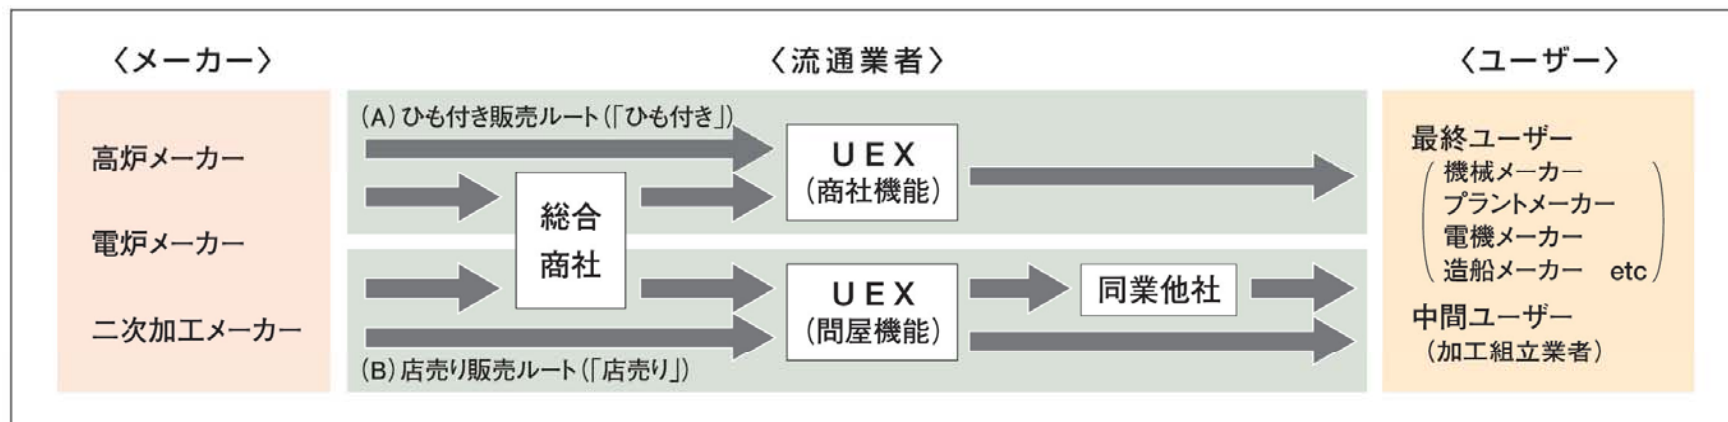 〈メーカー〉
高炉メーカー
電炉メーカー
二次加工メーカー
〈流通業者〉
(A)ひも付き販売ルート(「ひも付き」)
総合
商社
UEX
(商社機能)
UEX
(問屋機能)
同業他社
(B)店売り販売ルート(「店売り」)
〈ユーザー〉
最終ユーザー
機械メーカー
プラントメーカー
電機メーカー
造船メーカー etc
中間ユーザー
(加工組立業者)